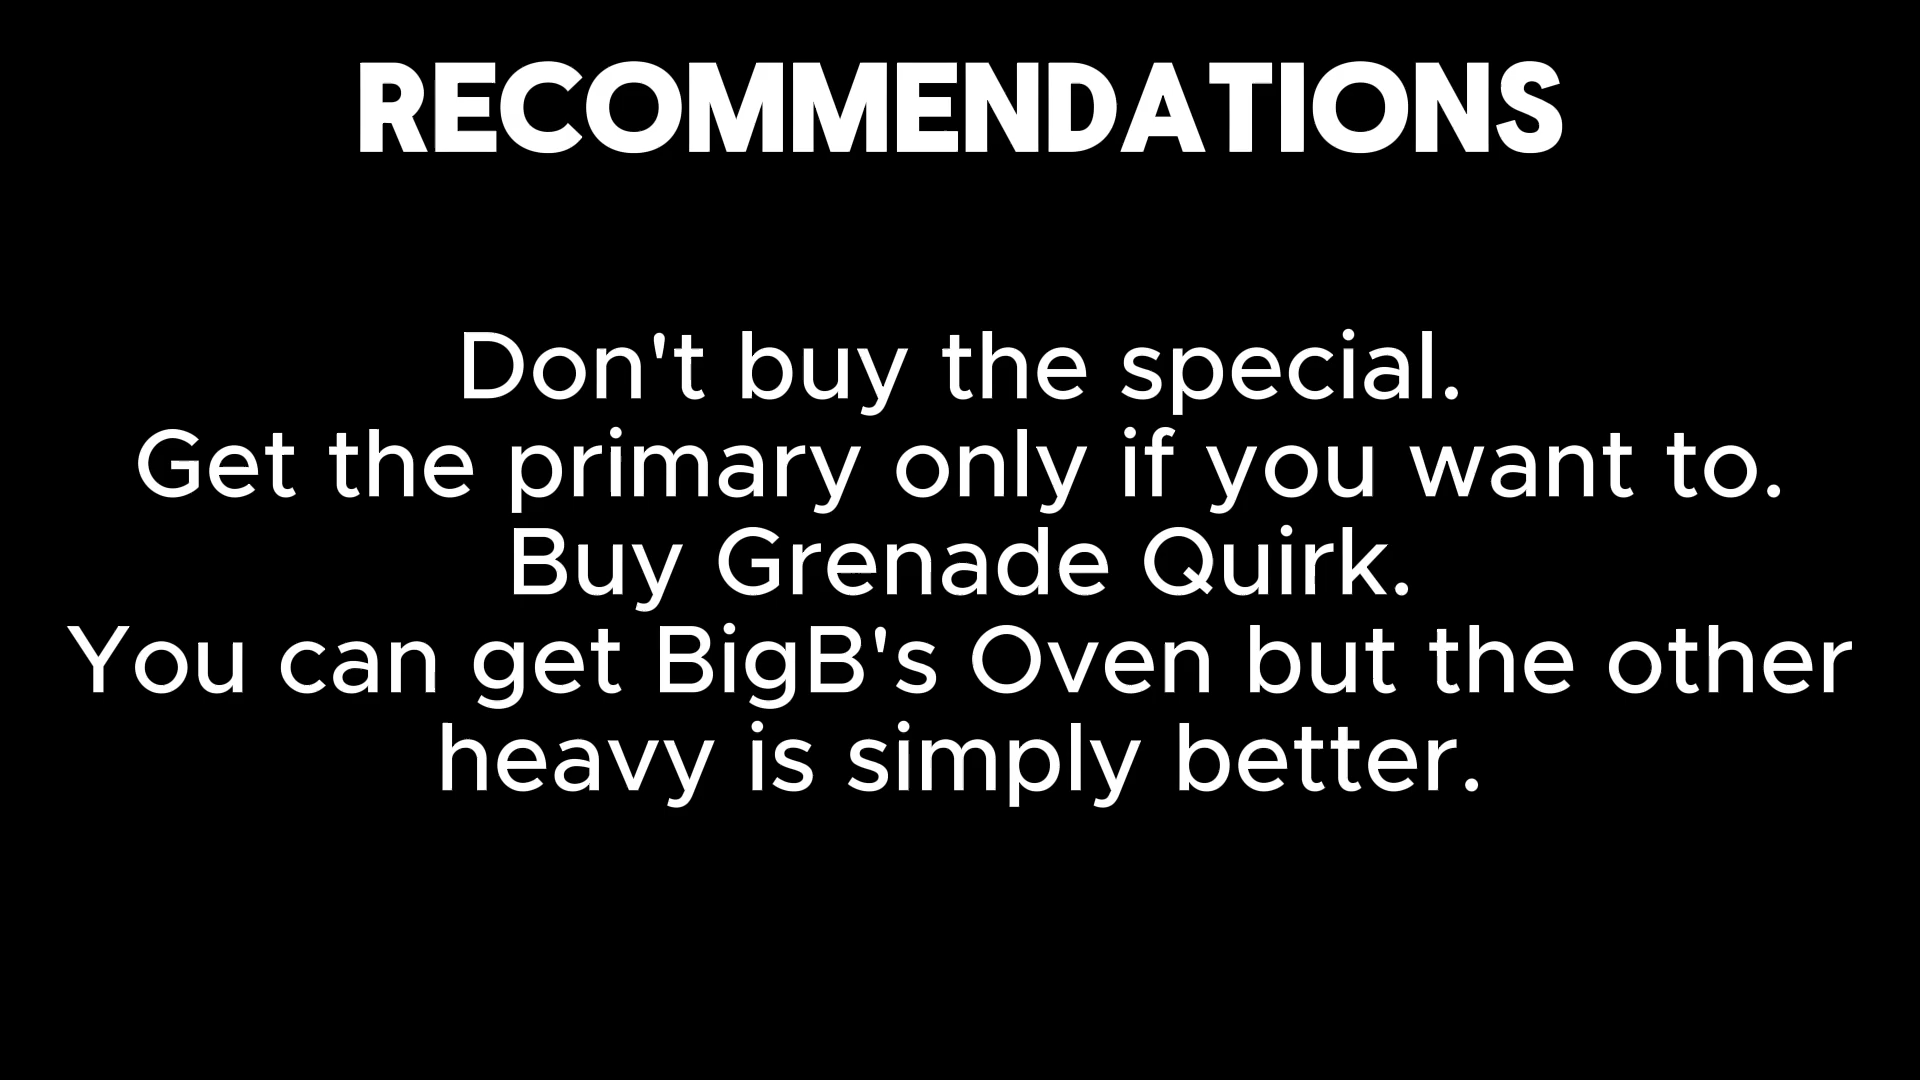 RECOMMENDATIONS
Don't buy the special.
Get the primary only if you want to.
Buy Grenade Quirk.
You can get BigB's Oven but the other
heavy is simply better.